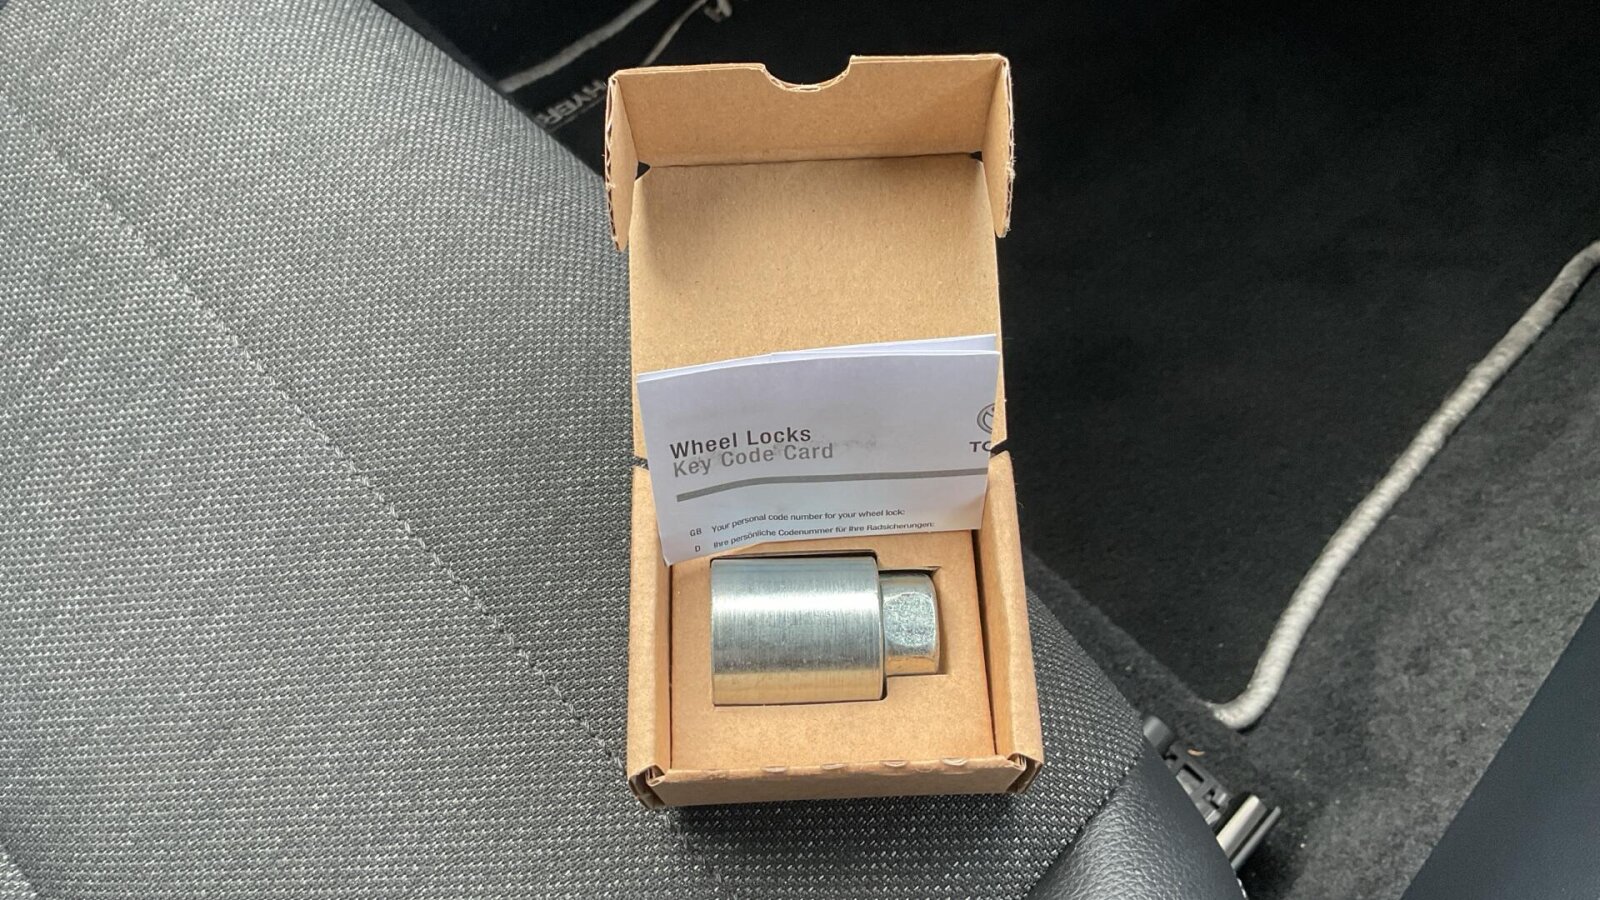 Wheel Locks
Key Code Card
TO
GB Your personal code number for your wheel lock:
D Ihre persönliche Codenummer für Ihre Radsicherungen: